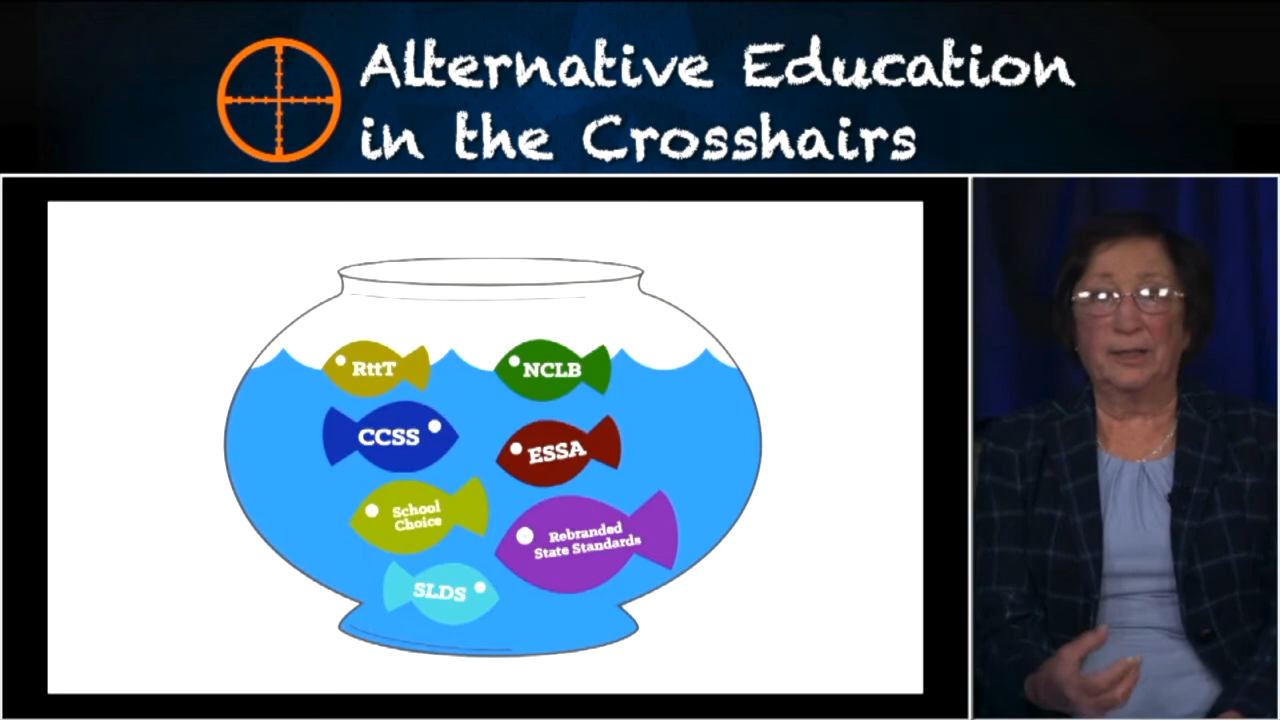 Alternative Education
in the Crosshairs
RttT
NCLB
CCSS
ESSA
School
Choice
Rebranded
State Standards
SLDS